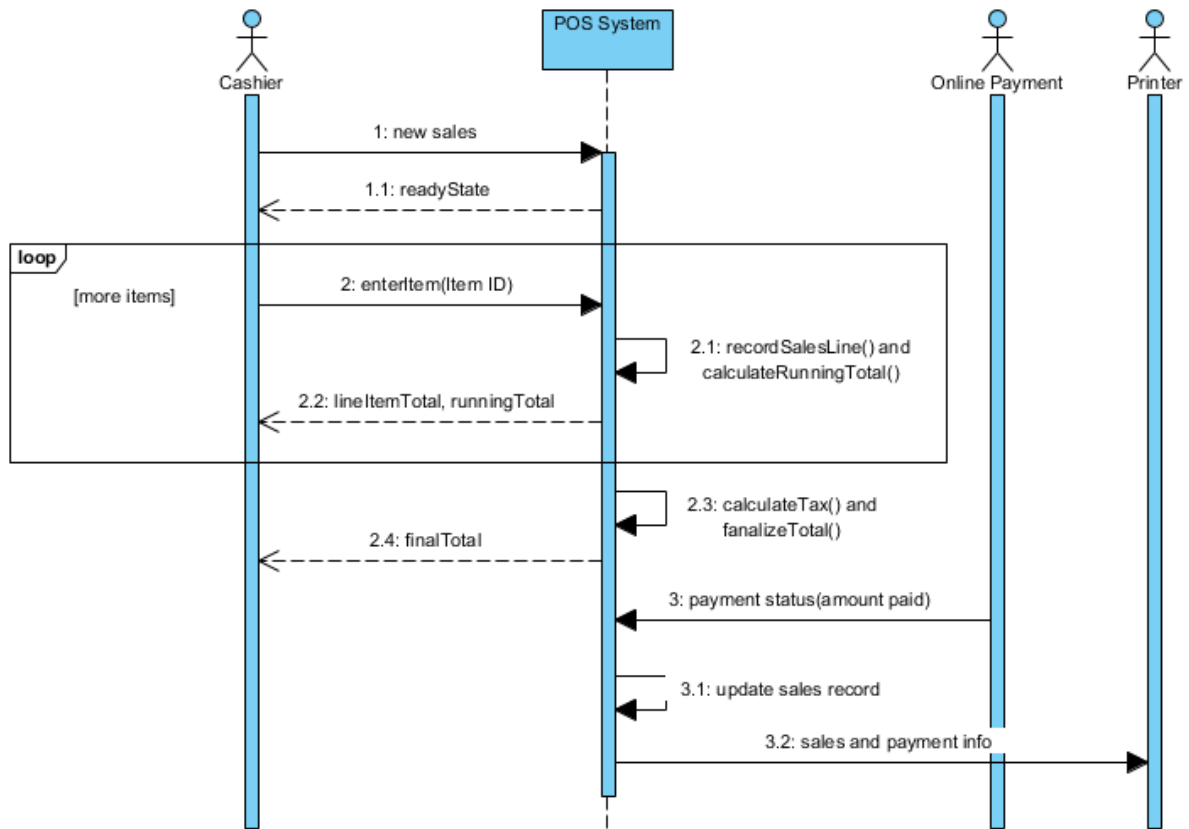 POS System
Cashier
Online Payment
Printer
1: new sales
1.1: readyState
loop
[more items]
2: enterItem(Item ID)
2.1: recordSalesLine() and
calculateRunningTotal()
2.2: lineItemTotal, runningTotal
2.3: calculateTax() and
fanalizeTotal()
2.4: finalTotal
3: payment status(amount paid)
3.1: update sales record
3.2: sales and payment info